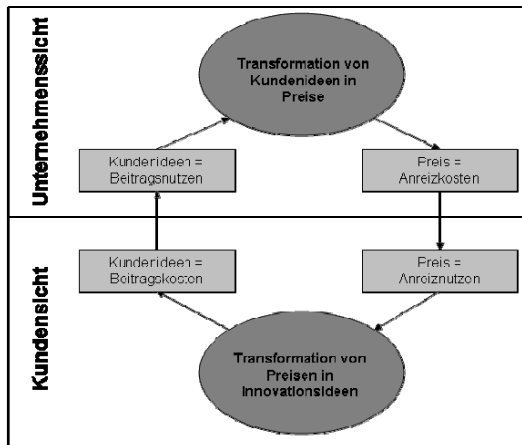 Unternehmenssicht
Transformation von
Kundenideen in
Preise
Kundenideen =
Beitragsnutzen
Preis =
Anreizkosten
Kundensicht
Kundenideen =
Beitragskosten
Preis =
Anreiznutzen
Transformation von
Preisen in
Innovationsideen